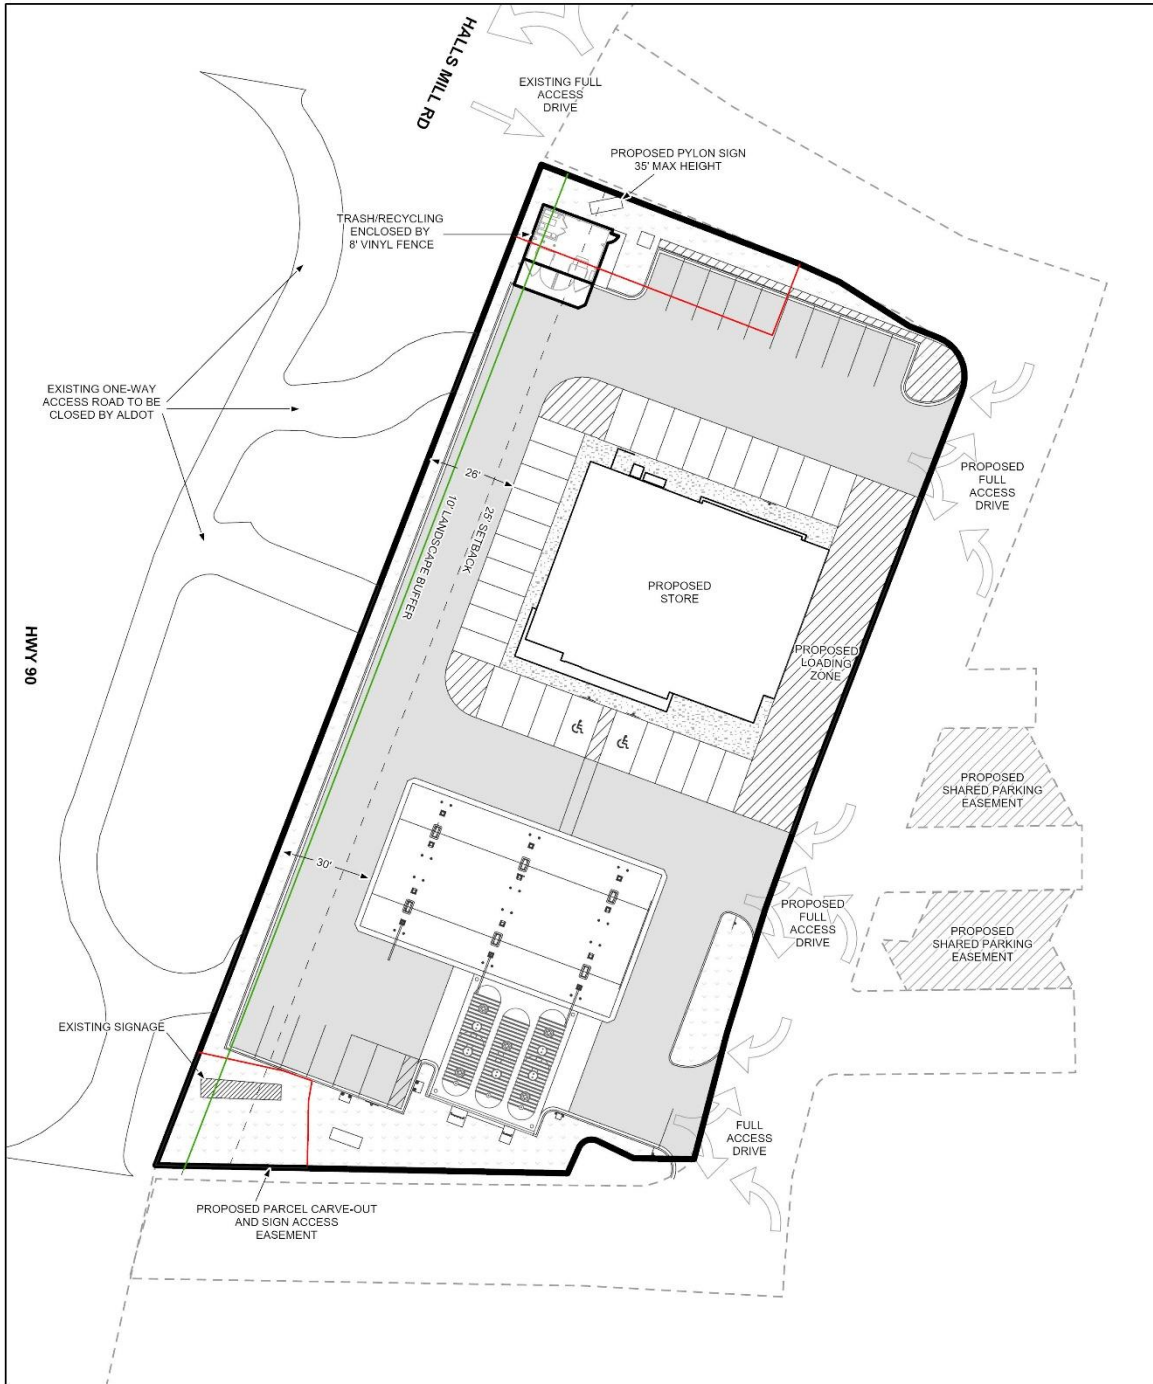 HALLS MILL RD
EXISTING FULL
ACCESS
DRIVE
PROPOSED PYLON SIGN
35' MAX HEIGHT
TRASH/RECYCLING
ENCLOSED BY
8' VINYL FENCE
EXISTING ONE-WAY
ACCESS ROAD TO BE
CLOSED BY ALDOT
26'
25' SETBACK
10' LANDSCAPE BUFFER
PROPOSED
FULL
ACCESS
DRIVE
PROPOSED
STORE
HWY 90
PROPOSED
LOADING
ZONE
PROPOSED
SHARED PARKING
EASEMENT
30'
PROPOSED
FULL
ACCESS
DRIVE
PROPOSED
SHARED PARKING
EASEMENT
EXISTING SIGNAGE
FULL
ACCESS
DRIVE
PROPOSED PARCEL CARVE-OUT
AND SIGN ACCESS
EASEMENT